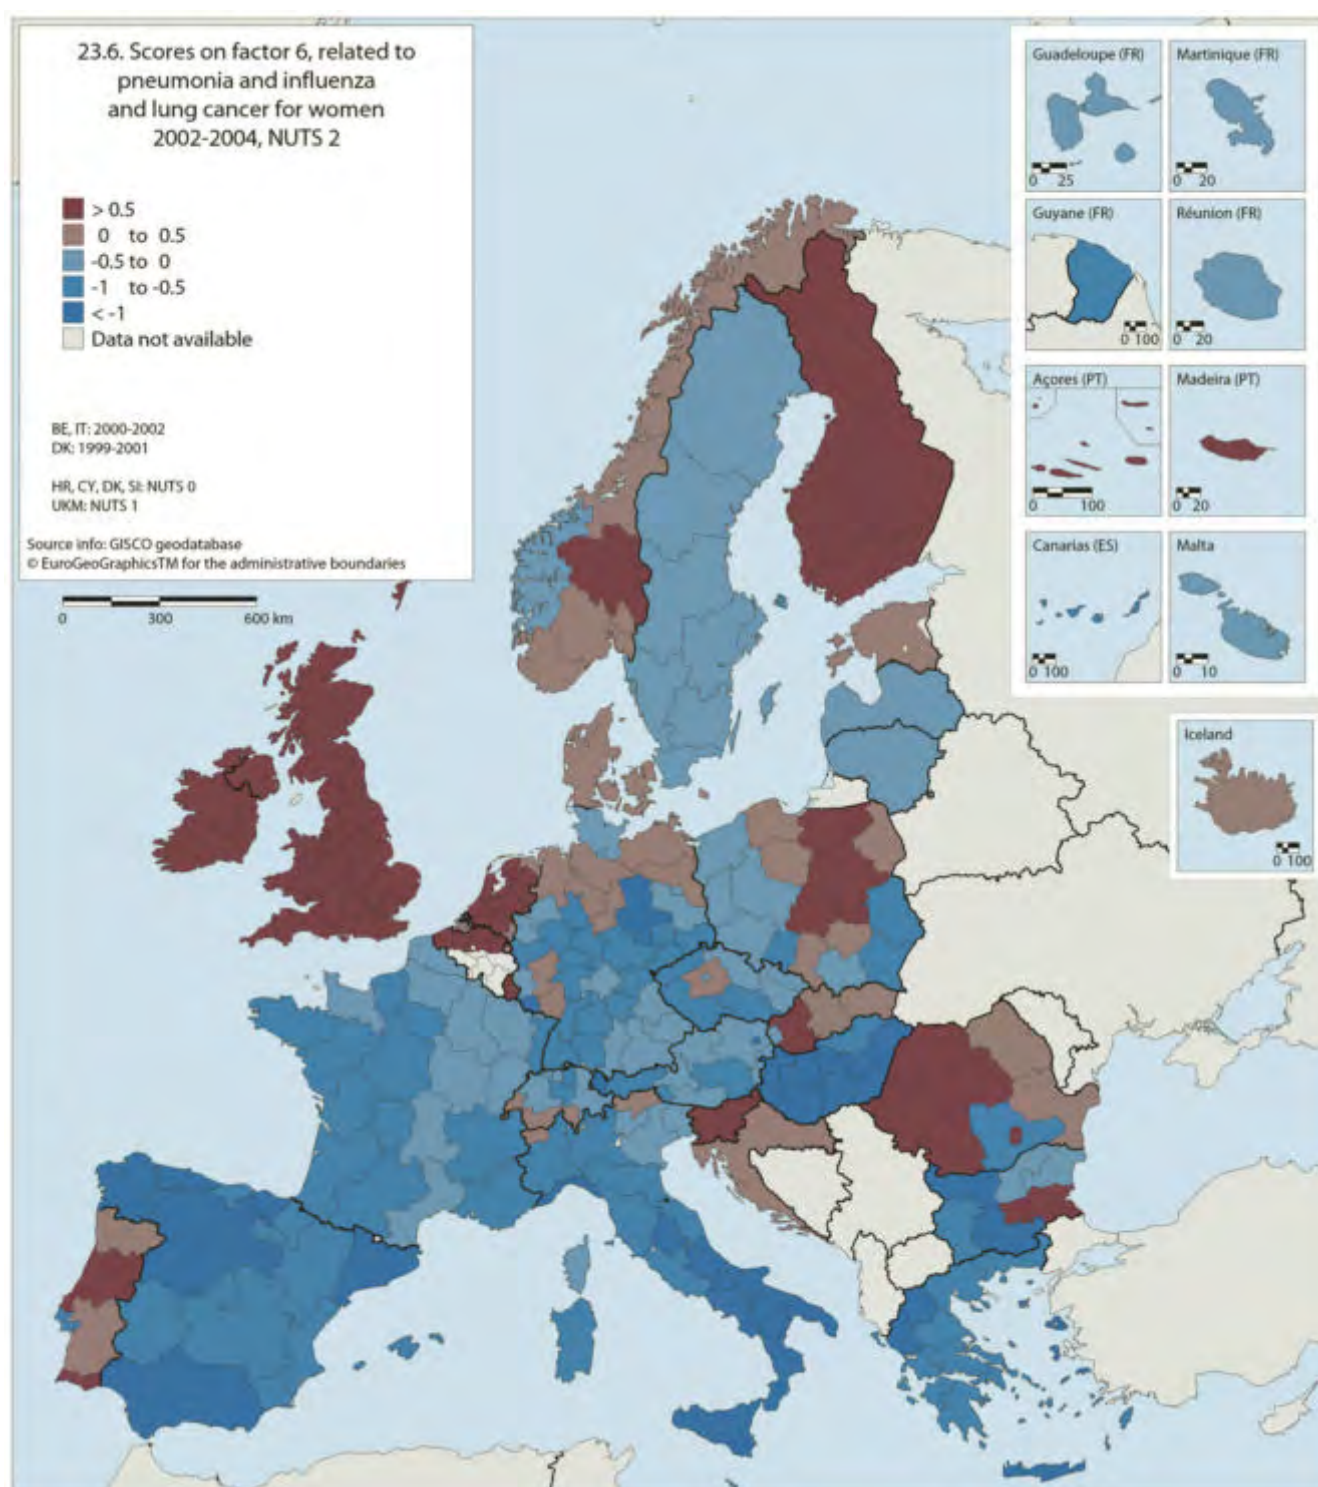 23.6. Scores on factor 6, related to
pneumonia and influenza
and lung cancer for women
2002-2004, NUTS 2
> 0.5
0 to 0.5
-0.5 to 0
-1 to -0.5
< -1
Data not available
BE, IT: 2000-2002
DK: 1999-2001
HR, CY, DK, SI: NUTS 0
UKM: NUTS 1
Source info: GISCO geodatabase
© EuroGeoGraphicsTM for the administrative boundaries
0 300 600 km
Guadeloupe (FR)
0 25
Martinique (FR)
0 20
Guyane (FR)
0 100
Réunion (FR)
0 20
Açores (PT)
0 100
Madeira (PT)
0 20
Canarias (ES)
0 100
Malta
0 10
Iceland
0 100